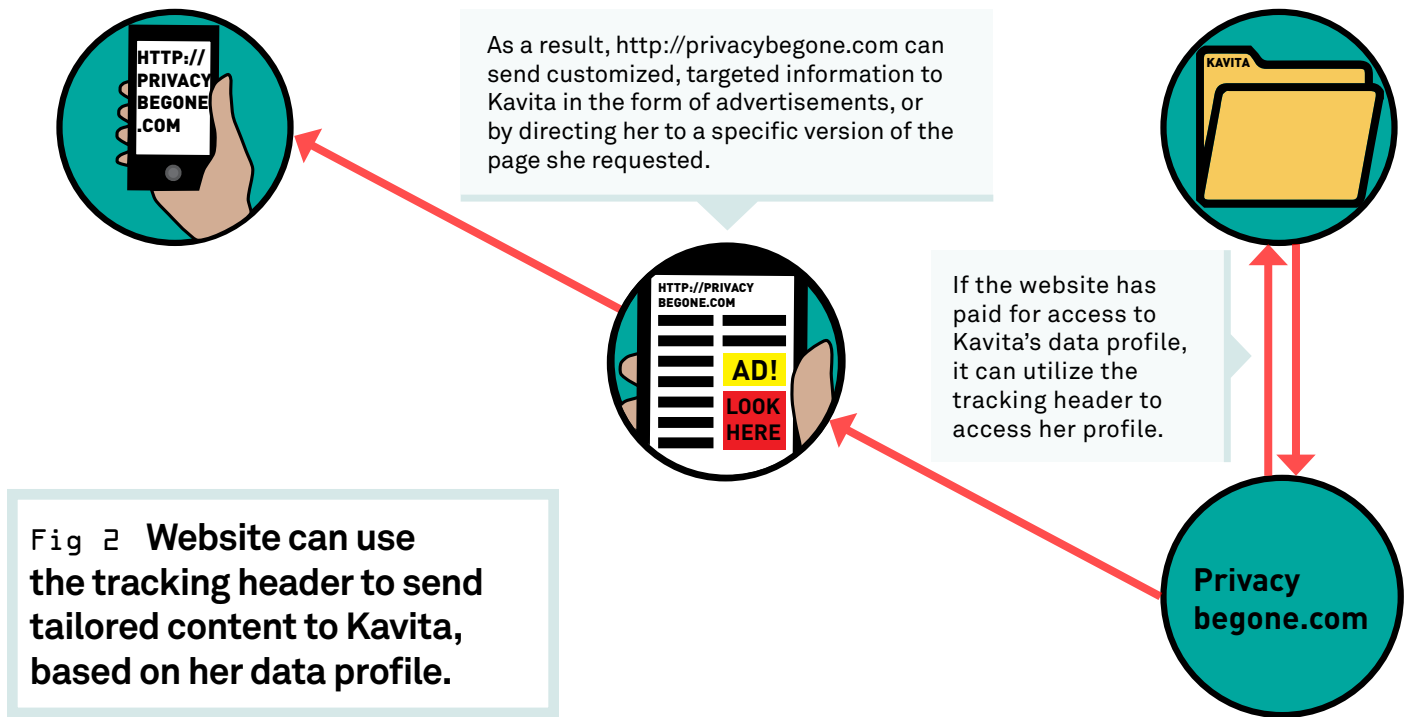 HTTP://
PRIVACY
BEGONE
.COM
As a result, http://privacybegone.com can
send customized, targeted information to
Kavita in the form of advertisements, or
by directing her to a specific version of the
page she requested.
KAVITA
HTTP://PRIVACY
BEGONE.COM
AD!
LOOK
HERE
If the website has
paid for access to
Kavita’s data profile,
it can utilize the
tracking header to
access her profile.
Privacy
begone.com
Fig 2 Website can use
the tracking header to send
tailored content to Kavita,
based on her data profile.